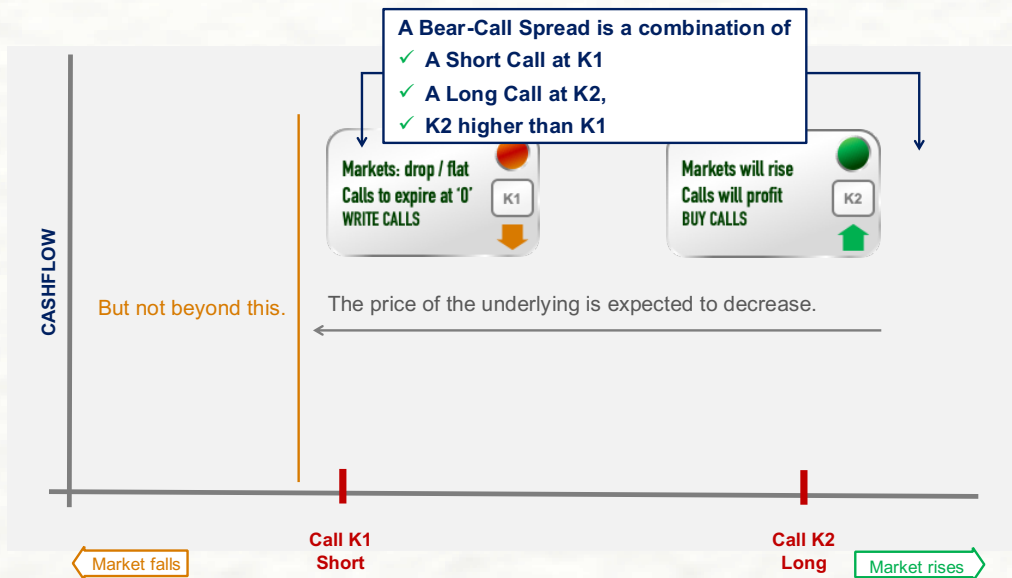 A Bear-Call Spread is a combination of
✓ A Short Call at K1
✓ A Long Call at K2,
✓ K2 higher than K1
Markets: drop / flat
Calls to expire at ‘0’
WRITE CALLS
K1
Markets will rise
Calls will profit
BUY CALLS
K2
CASHFLOW
But not beyond this.
The price of the underlying is expected to decrease.
Call K1
Short
Call K2
Long
Market falls
Market rises